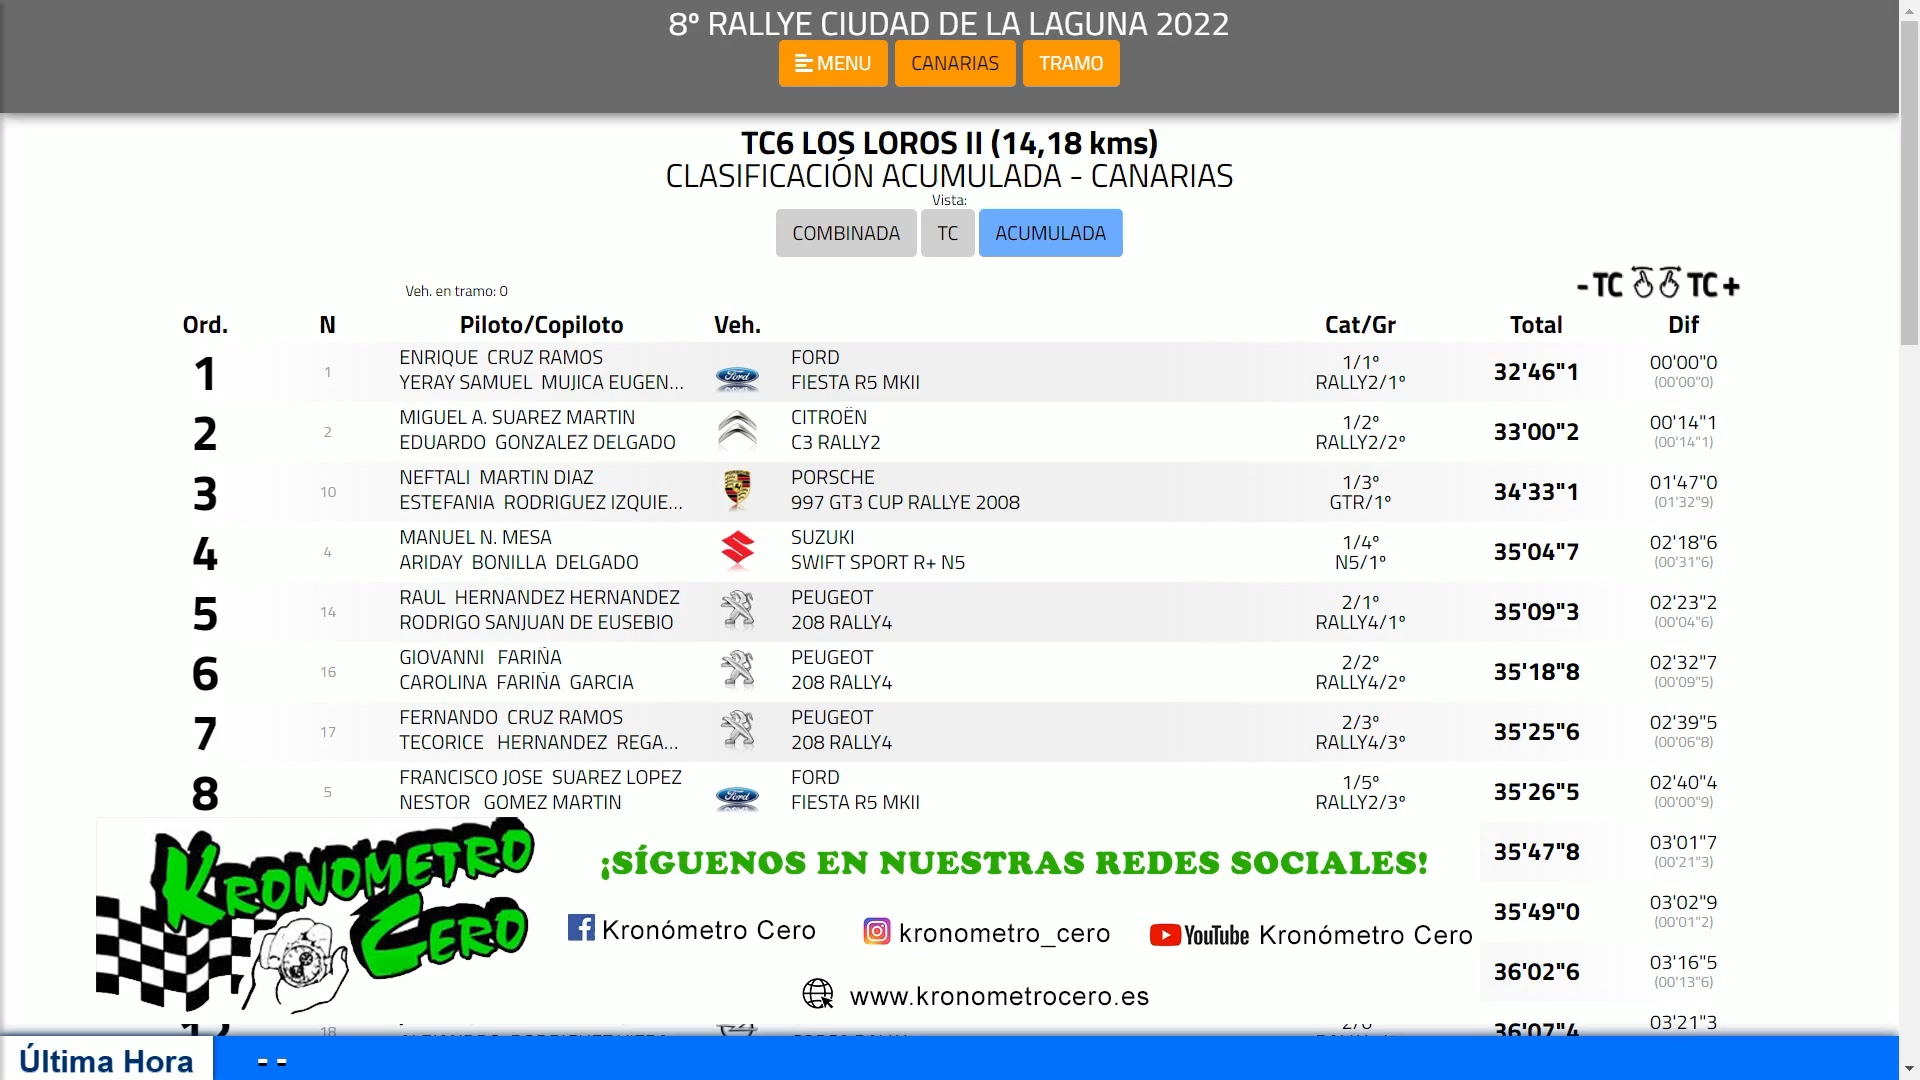 8º RALLYE CIUDAD DE LA LAGUNA 2022
MENU CANARIAS TRAMO
TC6 LOS LOROS II (14,18 kms)
CLASIFICACIÓN ACUMULADA - CANARIAS
Vista:
COMBINADA TC ACUMULADA
-TC TC+
Veh. en tramo: 0
Ord. N Piloto/Copiloto Veh. Cat/Gr Total Dif
1 1 ENRIQUE CRUZ RAMOS FORD 1/1º 32'46"1 00'00"0
YERAY SAMUEL MUJICA EUGEN... Ford FIESTA R5 MKII RALLY2/1º (00'00"0)
2 2 MIGUEL A. SUAREZ MARTIN CITROËN 1/2º 33'00"2 00'14"1
EDUARDO GONZALEZ DELGADO C3 RALLY2 RALLY2/2º (00'14"1)
3 10 NEFTALI MARTIN DIAZ PORSCHE 1/3º 34'33"1 01'47"0
ESTEFANIA RODRIGUEZ IZQUIE... 997 GT3 CUP RALLYE 2008 GTR/1º (01'32"9)
4 4 MANUEL N. MESA SUZUKI 1/4º 35'04"7 02'18"6
ARIDAY BONILLA DELGADO SWIFT SPORT R+ N5 N5/1º (00'31"6)
5 14 RAUL HERNANDEZ HERNANDEZ PEUGEOT 2/1º 35'09"3 02'23"2
RODRIGO SANJUAN DE EUSEBIO 208 RALLY4 RALLY4/1º (00'04"6)
6 16 GIOVANNI FARIÑA PEUGEOT 2/2º 35'18"8 02'32"7
CAROLINA FARIÑA GARCIA 208 RALLY4 RALLY4/2º (00'09"5)
7 17 FERNANDO CRUZ RAMOS PEUGEOT 2/3º 35'25"6 02'39"5
TECORICE HERNANDEZ REGA... 208 RALLY4 RALLY4/3º (00'06"8)
8 5 FRANCISCO JOSE SUAREZ LOPEZ FORD 1/5º 35'26"5 02'40"4
NESTOR GOMEZ MARTIN Ford FIESTA R5 MKII RALLY2/3º (00'00"9)
35'47"8 03'01"7
(00'21"3)
35'49"0 03'02"9
(00'01"2)
36'02"6 03'16"5
(00'13"6)
18 36'07"4 03'21"3
KRONOMETRO
CERO
¡SÍGUENOS EN NUESTRAS REDES SOCIALES!
Kronómetro Cero kronometro_cero YouTube Kronómetro Cero
www.kronometrocero.es
Última Hora - -